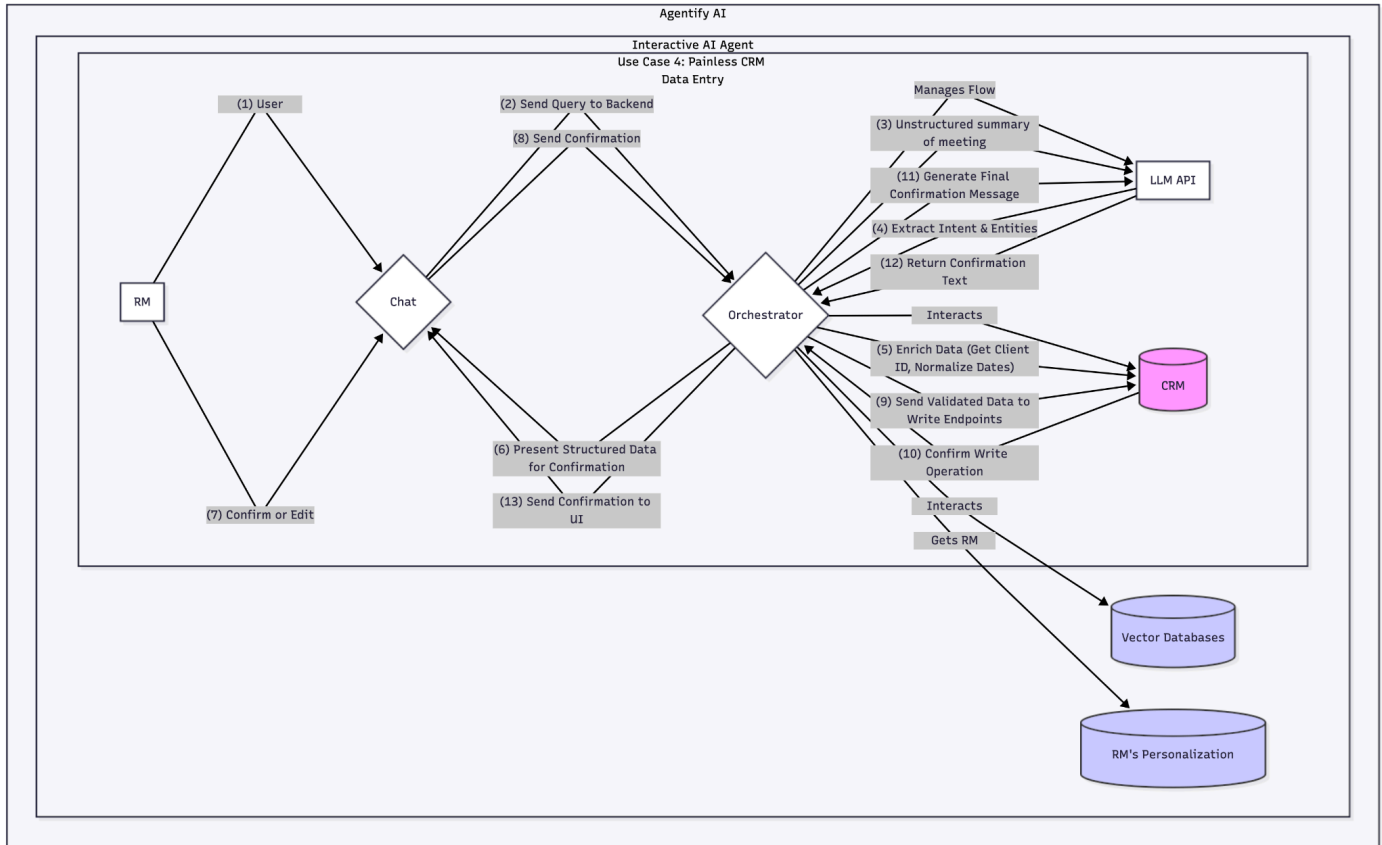 Agentify AI
Interactive AI Agent
Use Case 4: Painless CRM
Data Entry
(1) User
(2) Send Query to Backend
(8) Send Confirmation
Manages Flow
(3) Unstructured summary
of meeting
(11) Generate Final
Confirmation Message
LLM API
(4) Extract Intent & Entities
(12) Return Confirmation
Text
RM
Chat
Orchestrator
Interacts
(5) Enrich Data (Get Client
ID, Normalize Dates)
CRM
(9) Send Validated Data to
Write Endpoints
(6) Present Structured Data
for Confirmation
(10) Confirm Write
Operation
(7) Confirm or Edit
(13) Send Confirmation to
UI
Interacts
Gets RM
Vector Databases
RM's Personalization